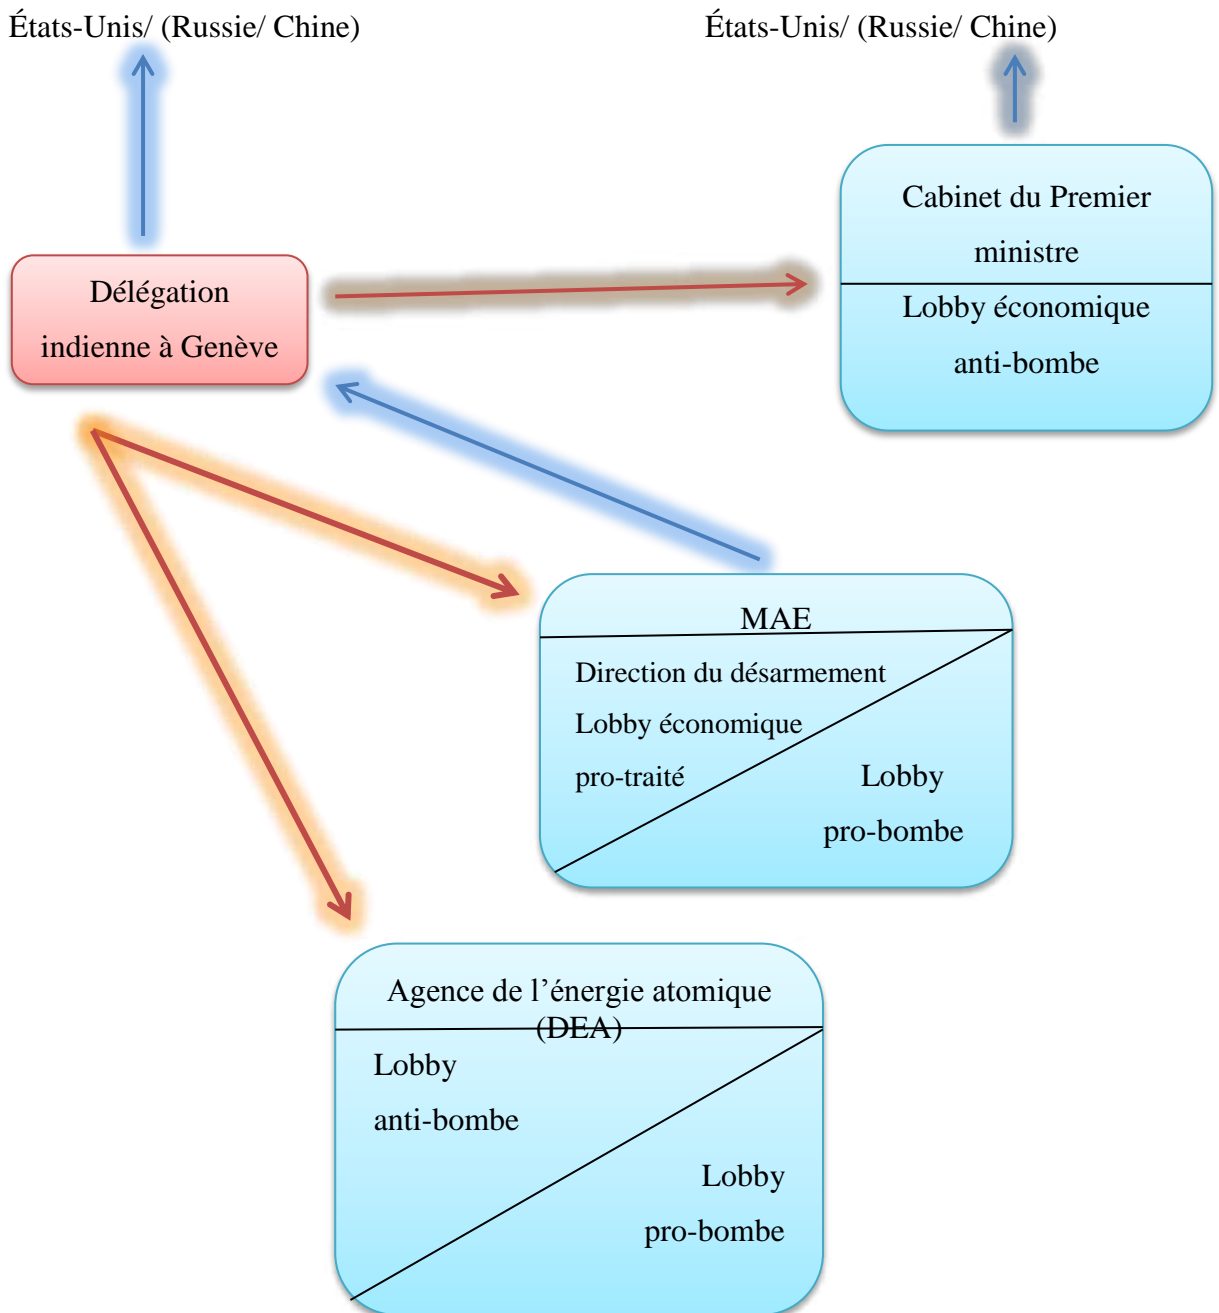 États-Unis/ (Russie/ Chine)
États-Unis/ (Russie/ Chine)
Cabinet du Premier
ministre
Lobby économique
anti-bombe
Délégation
indienne à Genève
MAE
Direction du désarmement
Lobby économique
pro-traité
Lobby
pro-bombe
Agence de l’énergie atomique
(DEA)
Lobby
anti-bombe
Lobby
pro-bombe